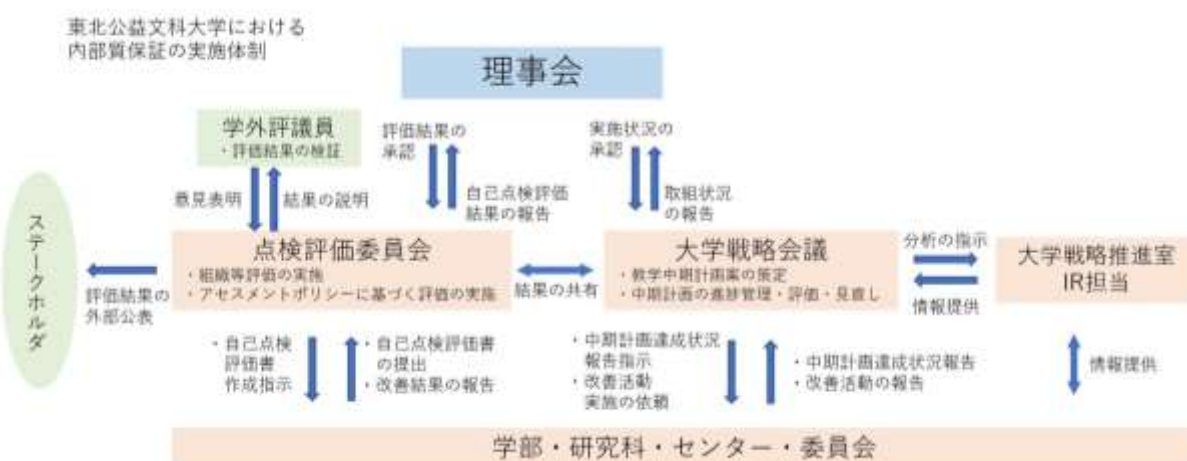 東北公益文科大学における
内部質保証の実施体制
理事会
学外評議員
・評価結果の検証
評価結果の
承認
実施状況の
承認
意見表明
結果の説明
自己点検評価
結果の報告
取組状況
の報告
ステークホルダ
点検評価委員会
・組織等評価の実施
・アセスメントポリシーに基づく評価の実施
大学戦略会議
・教学中期計画案の策定
・中期計画の進捗管理・評価・見直し
分析の指示
大学戦略推進室
IR担当
評価結果の
外部公表
結果の共有
情報提供
・自己点検
評価書
作成指示
・自己点検評価書
の提出
・改善結果の報告
・中期計画達成状況
報告指示
・改善活動
実施の依頼
・中期計画達成状況報告
・改善活動の報告
情報提供
学部・研究科・センター・委員会